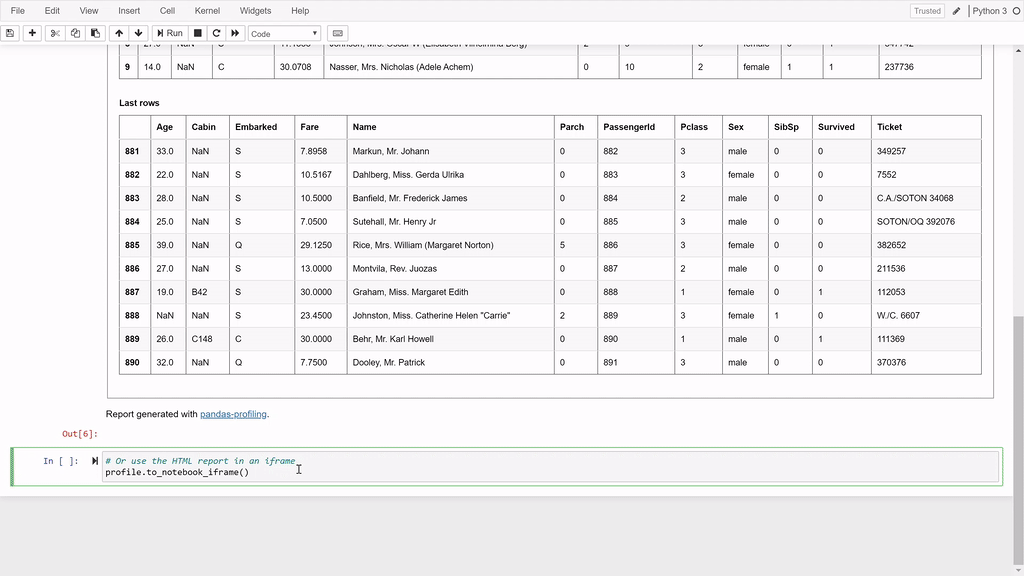 File Edit View Insert Cell Kernel Widgets Help Trusted Python 3
Run Code
9 14.0 NaN C 30.0708 Nasser, Mrs. Nicholas (Adele Achem) 0 10 2 female 1 1 237736
Last rows
Age Cabin Embarked Fare Name Parch PassengerId Pclass Sex SibSp Survived Ticket
881 33.0 NaN S 7.8958 Markun, Mr. Johann 0 882 3 male 0 0 349257
882 22.0 NaN S 10.5167 Dahlberg, Miss. Gerda Ulrika 0 883 3 female 0 0 7552
883 28.0 NaN S 10.5000 Banfield, Mr. Frederick James 0 884 2 male 0 0 C.A./SOTON 34068
884 25.0 NaN S 7.0500 Sutehall, Mr. Henry Jr 0 885 3 male 0 0 SOTON/OQ 392076
885 39.0 NaN Q 29.1250 Rice, Mrs. William (Margaret Norton) 5 886 3 female 0 0 382652
886 27.0 NaN S 13.0000 Montvila, Rev. Juozas 0 887 2 male 0 0 211536
887 19.0 B42 S 30.0000 Graham, Miss. Margaret Edith 0 888 1 female 0 1 112053
888 NaN NaN S 23.4500 Johnston, Miss. Catherine Helen "Carrie" 2 889 3 female 1 0 W./C. 6607
889 26.0 C148 C 30.0000 Behr, Mr. Karl Howell 0 890 1 male 0 1 111369
890 32.0 NaN Q 7.7500 Dooley, Mr. Patrick 0 891 3 male 0 0 370376
Report generated with pandas-profiling.
Out[6]:
In [ ]: # Or use the HTML report in an iframe
profile.to_notebook_iframe()